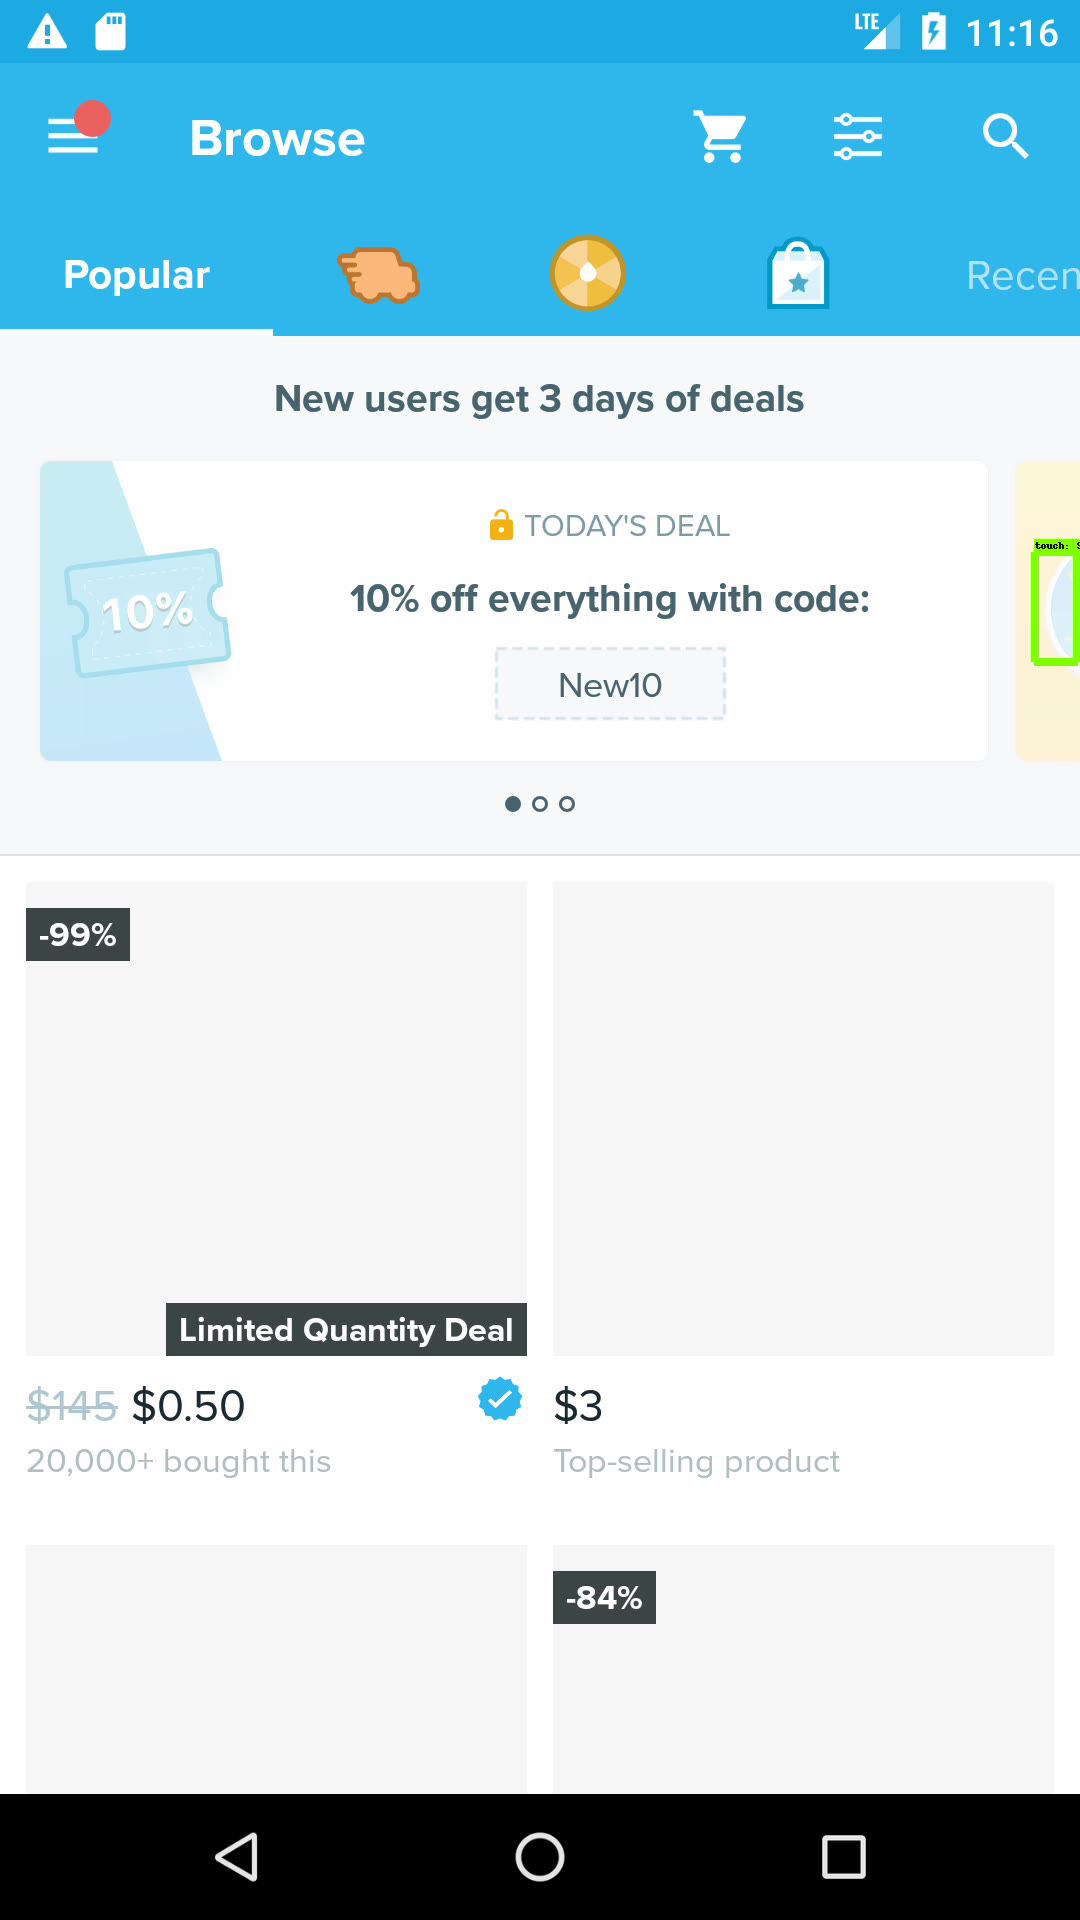 LTE 11:16
Browse
Popular Recen
New users get 3 days of deals
TODAY'S DEAL
touch:
10% off everything with code:
10%
New10
-99%
Limited Quantity Deal
$145 $0.50 $3
20,000+ bought this Top-selling product
-84%